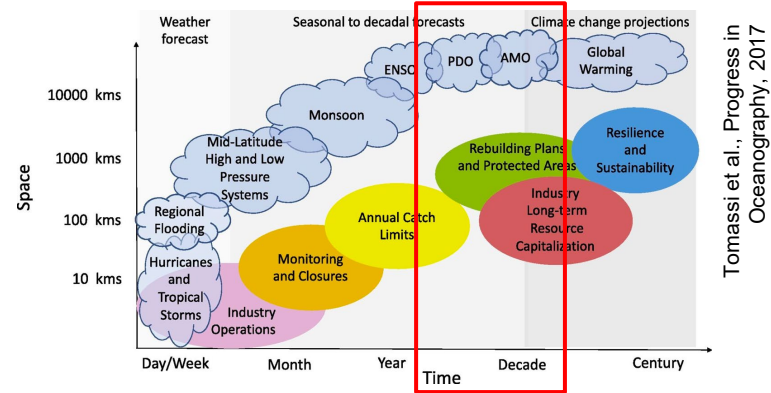 Weather
forecast
Seasonal to decadal forecasts
Climate change projections
ENSO
PDO
AMO
Global
Warming
10000 kms
Monsoon
Mid-Latitude
High and Low
Pressure
Systems
1000 kms
Rebuilding Plans
and Protected Areas
Resilience
and
Sustainability
Space
100 kms
Regional
Flooding
Annual Catch
Limits
Industry
Long-term
Resource
Capitalization
10 kms
Hurricanes
and
Tropical
Storms
Monitoring
and Closures
Industry
Operations
Day/Week
Month
Year
Decade
Century
Time
Tomassi et al., Progress in
Oceanography, 2017